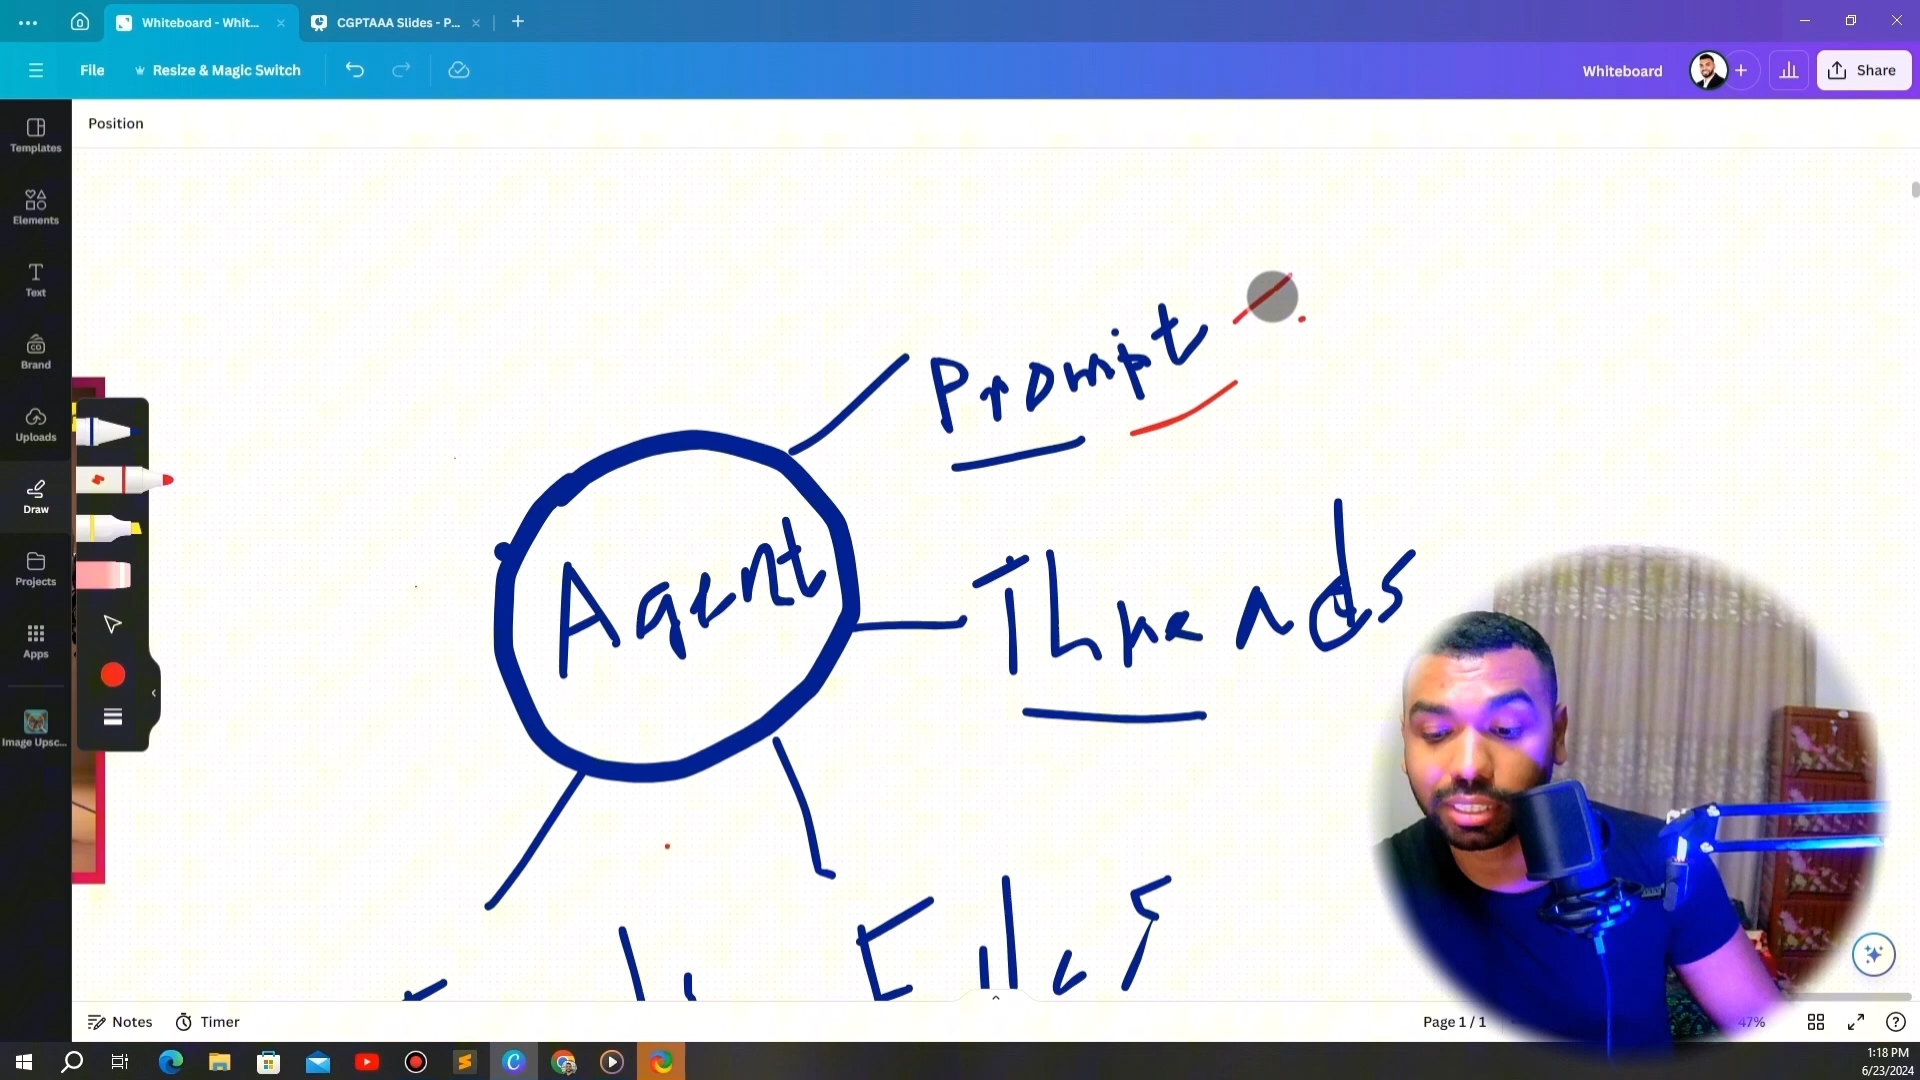 Whiteboard - Whit...
CGPTAAA Slides - P...
File
Resize & Magic Switch
Whiteboard
Share
Position
Templates
Elements
Text
Brand
Uploads
Draw
Projects
Apps
Image Upsc...
Prompt
Agent
Threads
Files
Notes
Timer
Page 1 / 1
47%
1:18 PM
6/23/2024